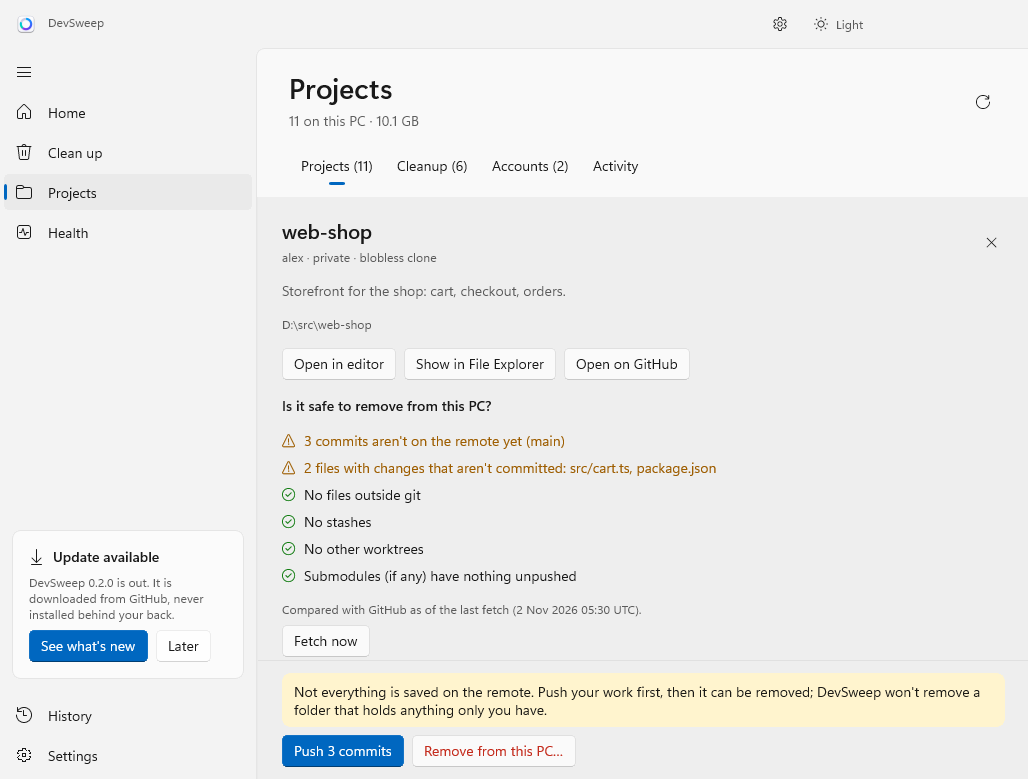 DevSweep
Light
Home
Clean up
Projects
Health
Update available
DevSweep 0.2.0 is out. It is
downloaded from GitHub, never
installed behind your back.
See what's new
Later
History
Settings
Projects
11 on this PC · 10.1 GB
Projects (11)
Cleanup (6)
Accounts (2)
Activity
web-shop
alex · private · blobless clone
Storefront for the shop: cart, checkout, orders.
D:\src\web-shop
Open in editor
Show in File Explorer
Open on GitHub
Is it safe to remove from this PC?
3 commits aren't on the remote yet (main)
2 files with changes that aren't committed: src/cart.ts, package.json
No files outside git
No stashes
No other worktrees
Submodules (if any) have nothing unpushed
Compared with GitHub as of the last fetch (2 Nov 2026 05:30 UTC).
Fetch now
Not everything is saved on the remote. Push your work first, then it can be removed; DevSweep won't remove a
folder that holds anything only you have.
Push 3 commits
Remove from this PC...